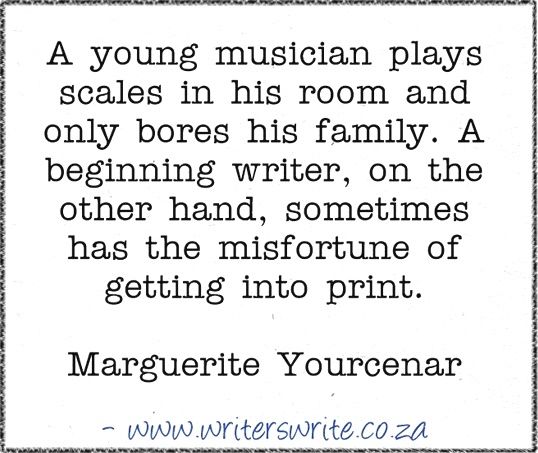 A young musician plays
scales in his room and
only bores his family. A
beginning writer, on the
other hand, sometimes
has the misfortune of
getting into print.
Marguerite Yourcenar
- www.writerswrite.co.za